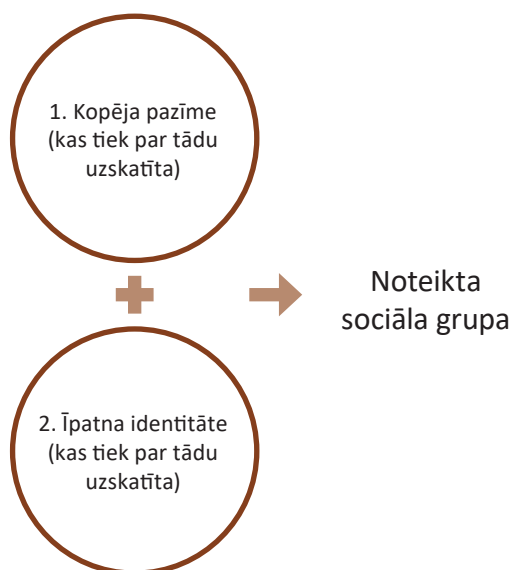 1. Kopēja pazīme
(kas tiek par tādu
uzskatīta)
Noteikta
sociāla grupa
2. Īpatna identitāte
(kas tiek par tādu
uzskatīta)